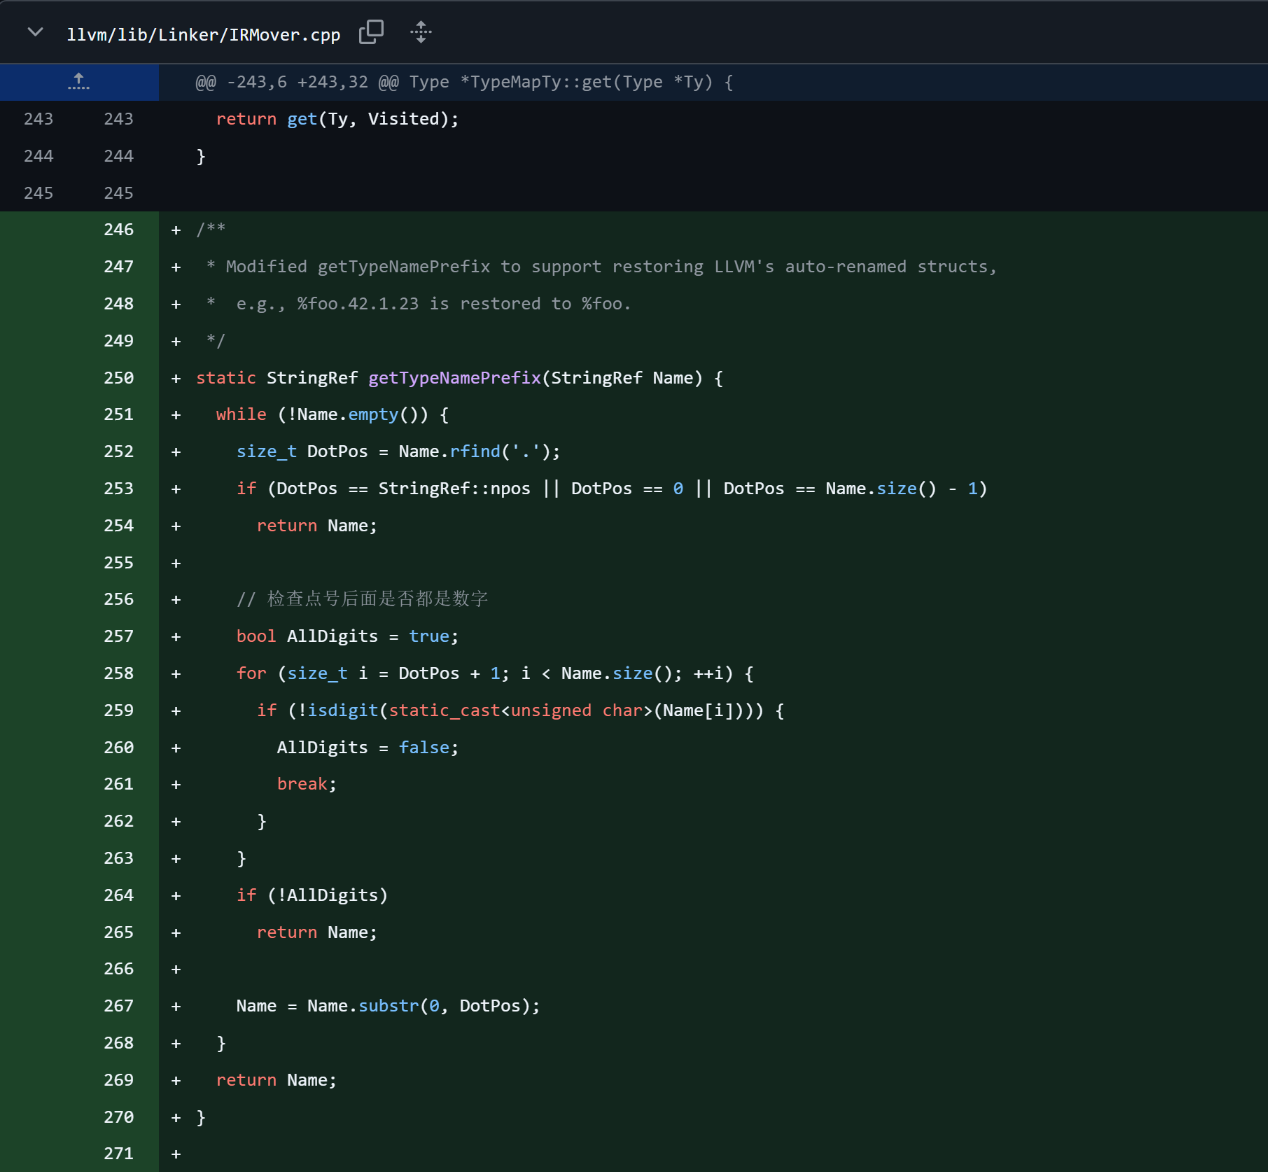 llvm/lib/Linker/IRMover.cpp
@@ -243,6 +243,32 @@ Type *TypeMapTy::get(Type *Ty) {
243 243 return get(Ty, Visited);
244 244 }
245 245
246 + /**
247 + * Modified getTypeNamePrefix to support restoring LLVM's auto-renamed structs,
248 + * e.g., %foo.42.1.23 is restored to %foo.
249 + */
250 + static StringRef getTypeNamePrefix(StringRef Name) {
251 + while (!Name.empty()) {
252 + size_t DotPos = Name.rfind('.');
253 + if (DotPos == StringRef::npos || DotPos == 0 || DotPos == Name.size() - 1)
254 + return Name;
255 +
256 + // 检查点号后面是否都是数字
257 + bool AllDigits = true;
258 + for (size_t i = DotPos + 1; i < Name.size(); ++i) {
259 + if (!isdigit(static_cast<unsigned char>(Name[i]))) {
260 + AllDigits = false;
261 + break;
262 + }
263 + }
264 + if (!AllDigits)
265 + return Name;
266 +
267 + Name = Name.substr(0, DotPos);
268 + }
269 + return Name;
270 + }
271 +